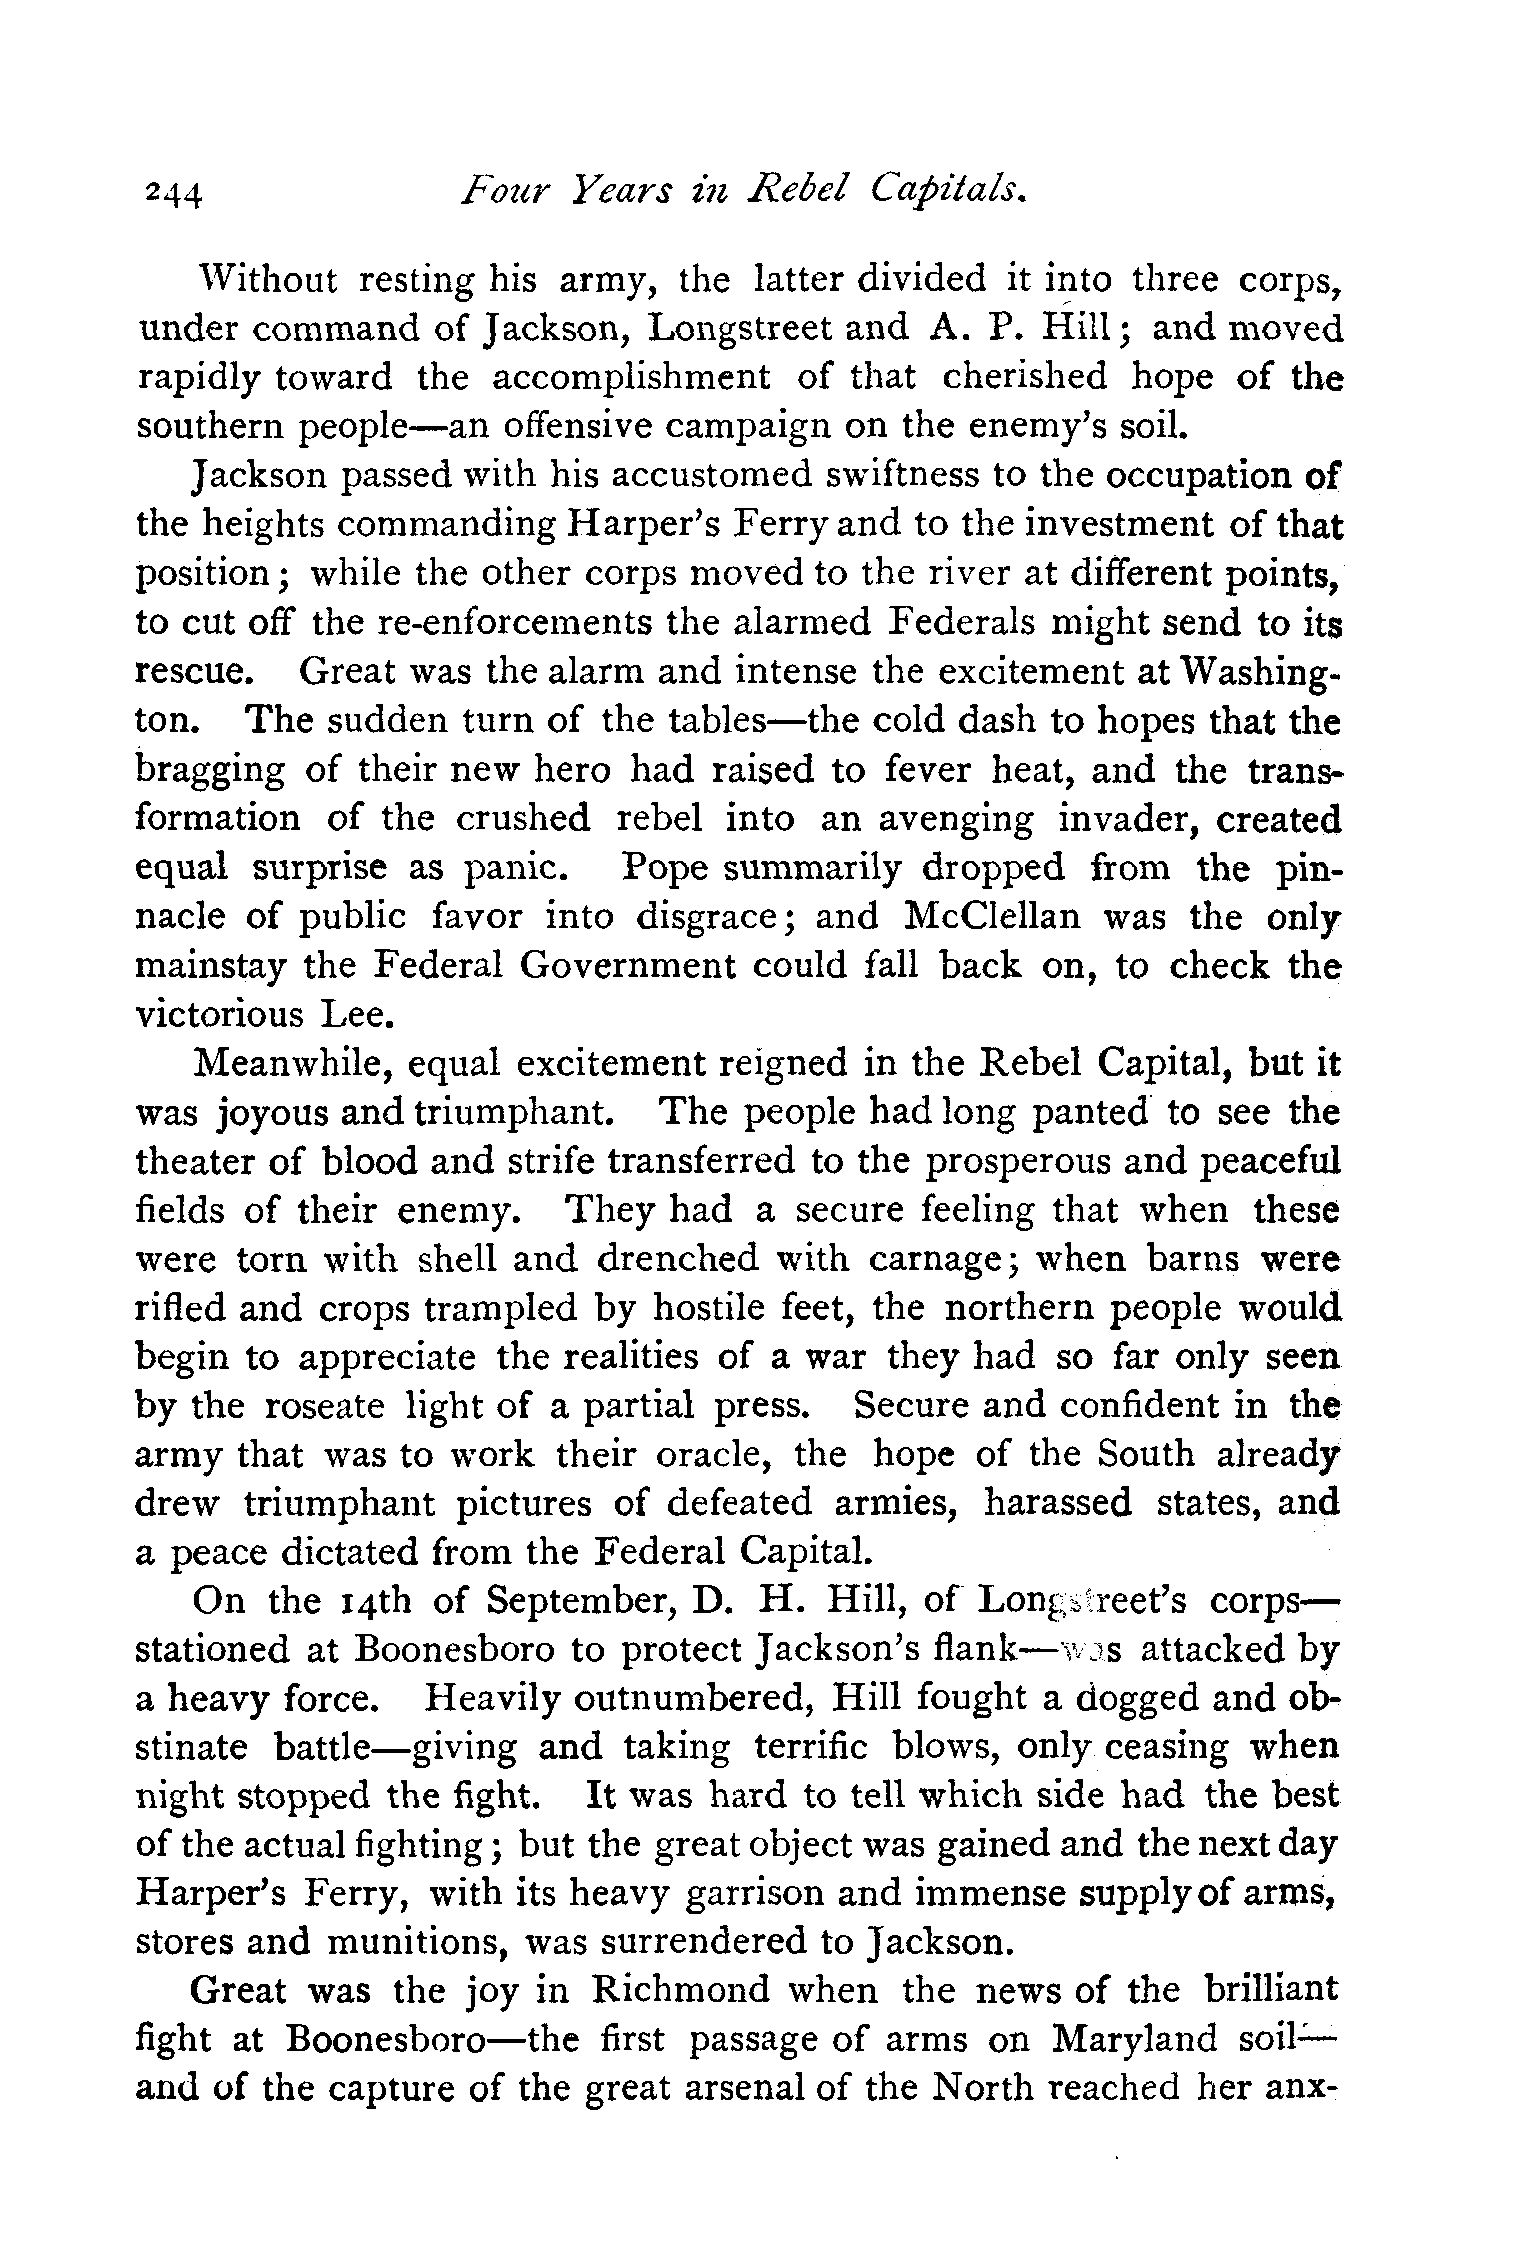 244 Four Years in Rebel Capitals.
Without resting his army, the latter divided it into three corps,
under command of Jackson, Longstreet and A. P. Hill; and moved
rapidly toward the accomplishment of that cherished hope of the
southern people—an offensive campaign on the enemy's soil.
Jackson passed with his accustomed swiftness to the occupation of
the heights commanding Harper's Ferry and to the investment of that
position; while the other corps moved to the river at different points,
to cut off the re-enforcements the alarmed Federals might send to its
rescue. Great was the alarm and intense the excitement at Washing-
ton. The sudden turn of the tables—the cold dash to hopes that the
bragging of their new hero had raised to fever heat, and the trans-
formation of the crushed rebel into an avenging invader, created
equal surprise as panic. Pope summarily dropped from the pin-
nacle of public favor into disgrace; and McClellan was the only
mainstay the Federal Government could fall back on, to check the
victorious Lee.
Meanwhile, equal excitement reigned in the Rebel Capital, but it
was joyous and triumphant. The people had long panted to see the
theater of blood and strife transferred to the prosperous and peaceful
fields of their enemy. They had a secure feeling that when these
were torn with shell and drenched with carnage; when barns were
rifled and crops trampled by hostile feet, the northern people would
begin to appreciate the realities of a war they had so far only seen
by the roseate light of a partial press. Secure and confident in the
army that was to work their oracle, the hope of the South already
drew triumphant pictures of defeated armies, harassed states, and
a peace dictated from the Federal Capital.
On the 14th of September, D. H. Hill, of Longstreet's corps—
stationed at Boonesboro to protect Jackson's flank—was attacked by
a heavy force. Heavily outnumbered, Hill fought a dogged and ob-
stinate battle—giving and taking terrific blows, only ceasing when
night stopped the fight. It was hard to tell which side had the best
of the actual fighting; but the great object was gained and the next day
Harper's Ferry, with its heavy garrison and immense supply of arms,
stores and munitions, was surrendered to Jackson.
Great was the joy in Richmond when the news of the brilliant
fight at Boonesboro—the first passage of arms on Maryland soil—
and of the capture of the great arsenal of the North reached her anx-